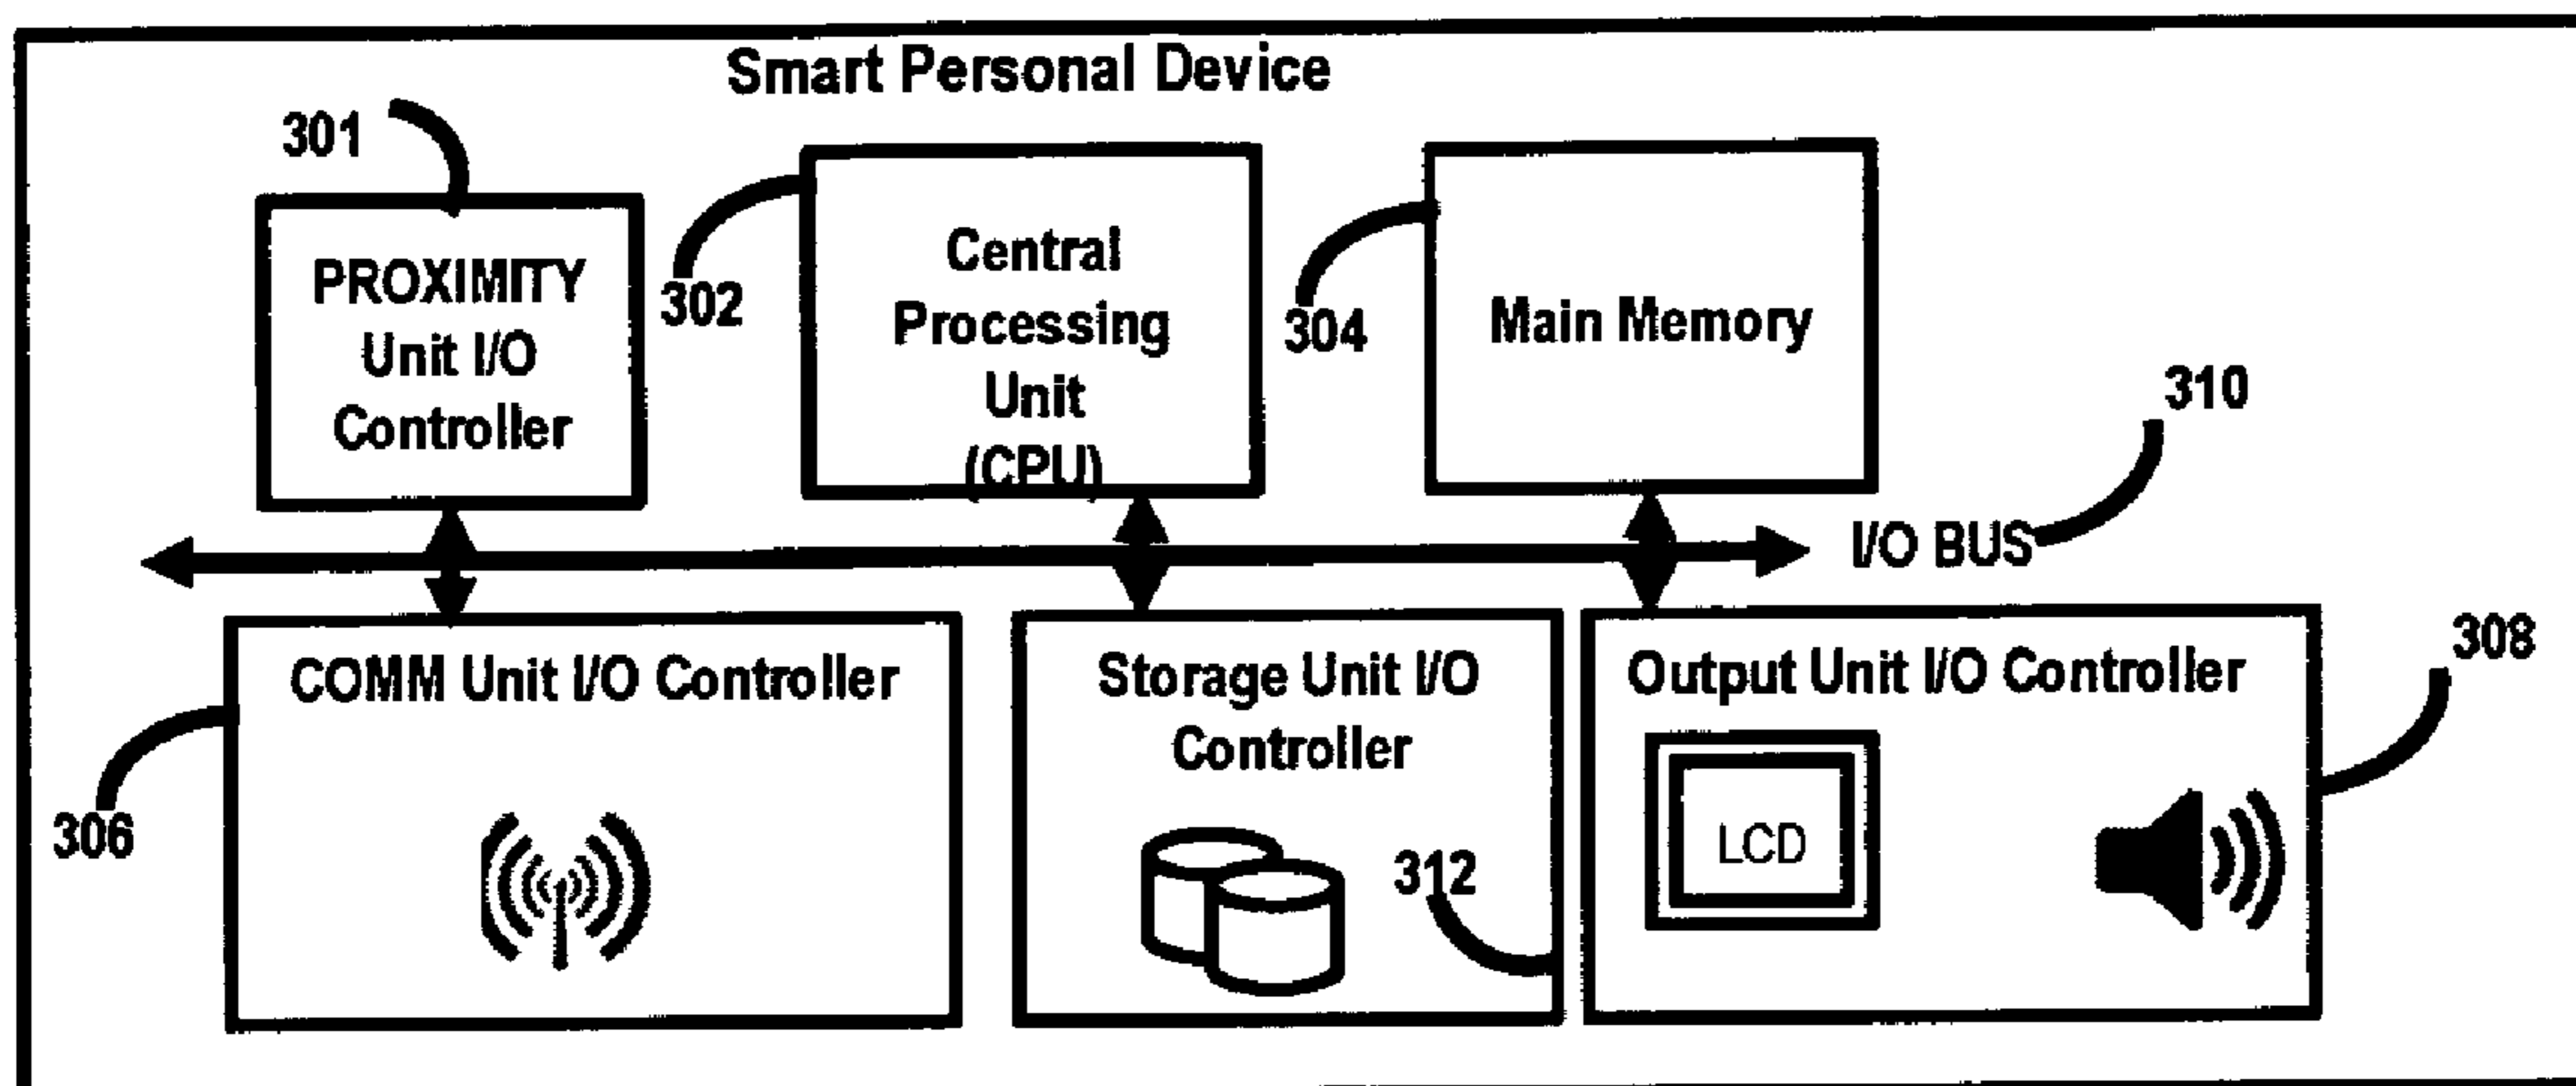 Smart Personal Device
301
PROXIMITY
Unit I/O
Controller
302
Central
Processing
Unit
(CPU)
304
Main Memory
310
I/O BUS
306
COMM Unit I/O Controller
Storage Unit I/O
Controller
312
Output Unit I/O Controller
LCD
308